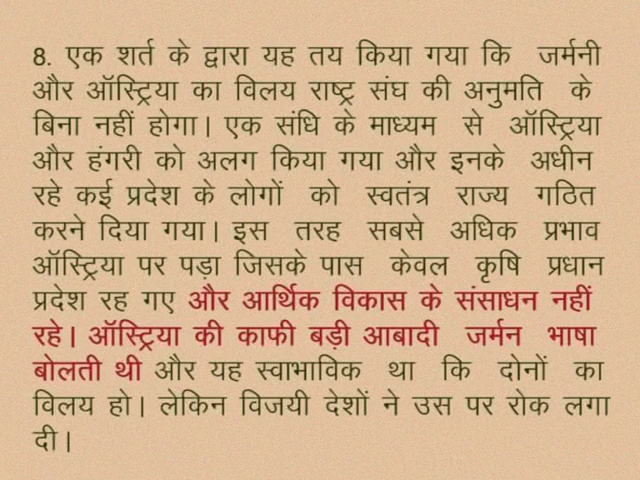 8. एक शर्त के द्वारा यह तय किया गया कि जर्मनी
और ऑस्ट्रिया का विलय राष्ट्र संघ की अनुमति के
बिना नहीं होगा। एक संधि के माध्यम से ऑस्ट्रिया
और हंगरी को अलग किया गया और इनके अधीन
रहे कई प्रदेश के लोगों को स्वतंत्र राज्य गठित
करने दिया गया। इस तरह सबसे अधिक प्रभाव
ऑस्ट्रिया पर पड़ा जिसके पास केवल कृषि प्रधान
प्रदेश रह गए और आर्थिक विकास के संसाधन नहीं
रहे। ऑस्ट्रिया की काफी बड़ी आबादी जर्मन भाषा
बोलती थी और यह स्वाभाविक था कि दोनों का
विलय हो। लेकिन विजयी देशों ने उस पर रोक लगा
दी।